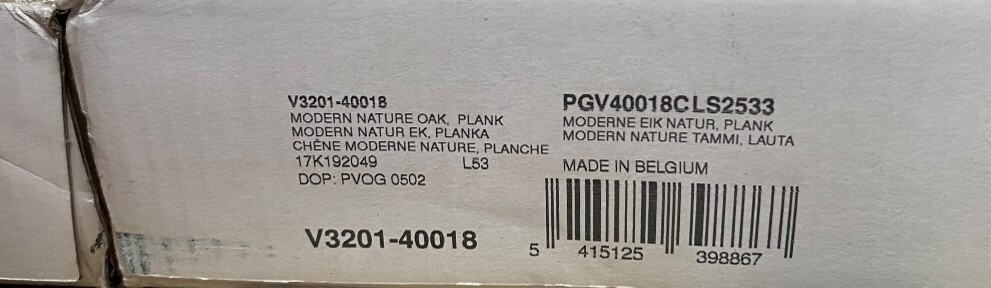 V3201-40018
MODERN NATURE OAK, PLANK
MODERN NATUR EK, PLANKA
CHÊNE MODERNE NATURE, PLANCHE
17K192049 L53
DOP: PVOG 0502
V3201-40018
PGV40018CLS2533
MODERNE EIK NATUR, PLANK
MODERN NATURE TAMMI, LAUTA
MADE IN BELGIUM
5 415125 398867